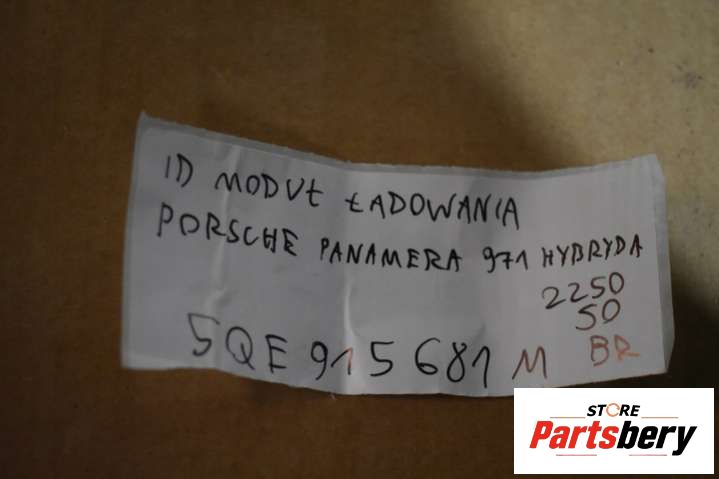 ID MODUŁ ŁADOWANIA
PORSCHE PANAMERA 971 HYBRYDA
2250
50
5QE 915 681 M BR
STORE
Partsbery